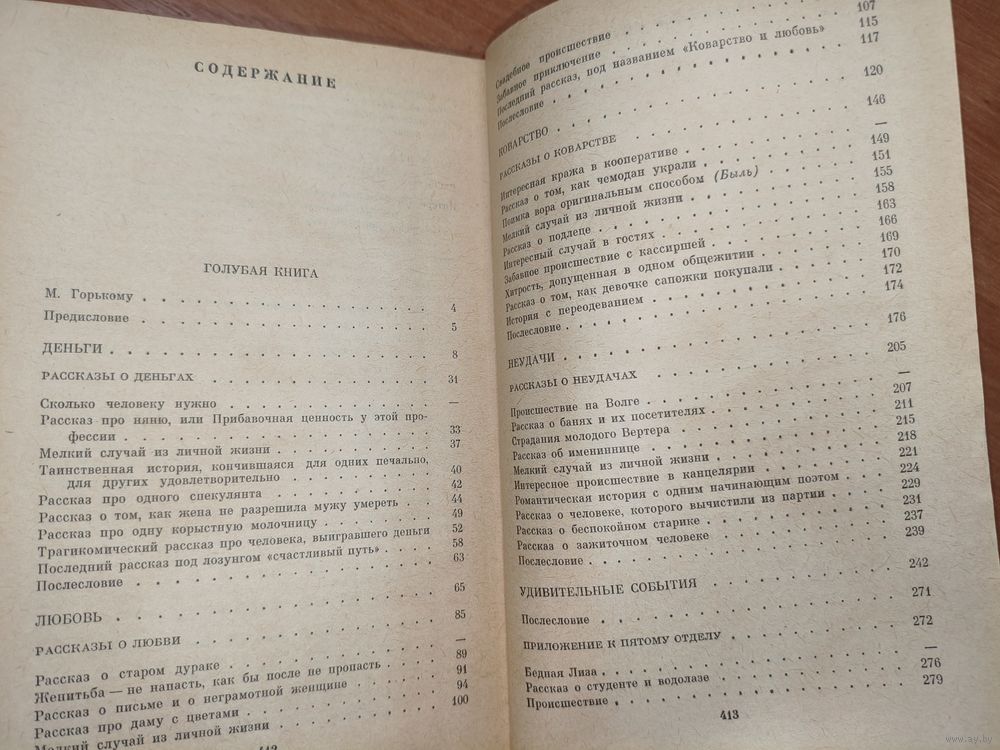 СОДЕРЖАНИЕ
ГОЛУБАЯ КНИГА
М. Горькому . . . 4
Предисловие . . . 5
ДЕНЬГИ . . . 8
РАССКАЗЫ О ДЕНЬГАХ . . . 31
Сколько человеку нужно . . . —
Рассказ про няню, или Прибавочная ценность у этой про-
фессии . . . 33
Мелкий случай из личной жизни . . . 37
Таинственная история, кончившаяся для одних печально,
для других удовлетворительно . . . 40
Рассказ про одного спекулянта . . . 42
Рассказ о том, как жена не разрешила мужу умереть . . . 44
Рассказ про одну корыстную молочницу . . . 49
Трагикомический рассказ про человека, выигравшего деньги 52
Последний рассказ под лозунгом «счастливый путь» . . . 58
Послесловие . . . 63
ЛЮБОВЬ . . . 65
РАССКАЗЫ О ЛЮБВИ . . . 85
Рассказ о старом дураке . . . —
Женитьба — не напасть, как бы после не пропасть . . . 89
Рассказ о письме и о неграмотной женщине . . . 91
Рассказ про даму с цветами . . . 94
Мелкий случай из личной жизни . . . 100
412
Свадебное происшествие . . .
Забавное приключение . . . 107
Последний рассказ, под названием «Коварство и любовь» 115
Послесловие . . . 117
КОВАРСТВО . . . 120
РАССКАЗЫ О КОВАРСТВЕ . . . 146
Интересная кража в кооперативе . . . —
Рассказ о том, как чемодан украли . . . 149
Поимка вора оригинальным способом (Быль) . . . 151
Мелкий случай из личной жизни . . . 155
Рассказ о подлеце . . . 158
Интересный случай в гостях . . . 163
Забавное происшествие с кассиршей . . . 166
Хитрость, допущенная в одном общежитии . . . 169
Рассказ о том, как девочке сапожки покупали . . . 170
История с переодеванием . . . 172
Послесловие . . . 174
НЕУДАЧИ . . . 176
РАССКАЗЫ О НЕУДАЧАХ . . . 205
Происшествие на Волге . . . —
Рассказ о банях и их посетителях . . . 207
Страдания молодого Вертера . . . 211
Рассказ об имениннице . . . 215
Мелкий случай из личной жизни . . . 218
Интересное происшествие в канцелярии . . . 221
Романтическая история с одним начинающим поэтом . . . 224
Рассказ о человеке, которого вычистили из партии . . . 229
Рассказ о беспокойном старике . . . 231
Рассказ о зажиточном человеке . . . 237
Послесловие . . . 239
УДИВИТЕЛЬНЫЕ СОБЫТИЯ . . . 242
Послесловие . . . 271
ПРИЛОЖЕНИЕ К ПЯТОМУ ОТДЕЛУ . . . 272
Бедная Лиза . . . —
Рассказ о студенте и водолазе . . . 276
Происшествие . . . 279
413
www.ay.by